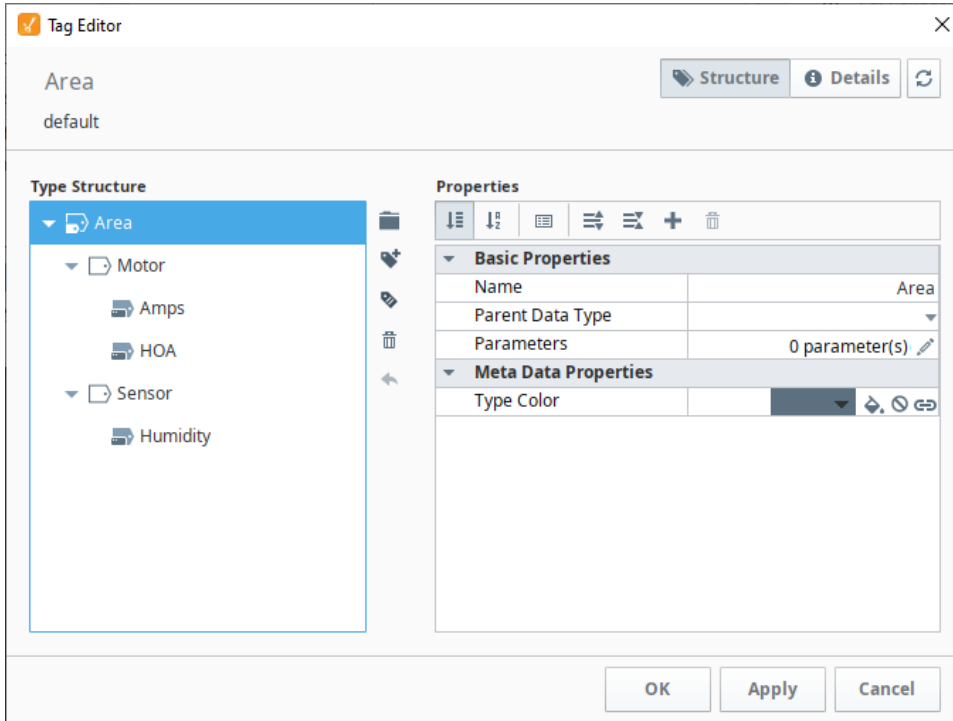 Tag Editor
Area
Structure
Details
default
Type Structure
Area
Motor
Amps
HOA
Sensor
Humidity
Properties
Basic Properties
Name Area
Parent Data Type
Parameters 0 parameter(s)
Meta Data Properties
Type Color
OK
Apply
Cancel